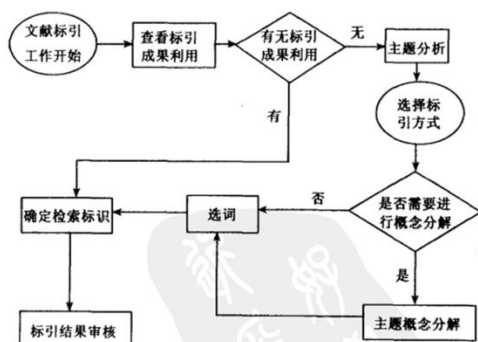 文献标引
工作开始
查看标引
成果利用
有无标引
成果利用
无
主题分析
有
选择标
引方式
确定检索标识
选词
否
是否需要进
行概念分解
是
标引结果审核
主题概念分解